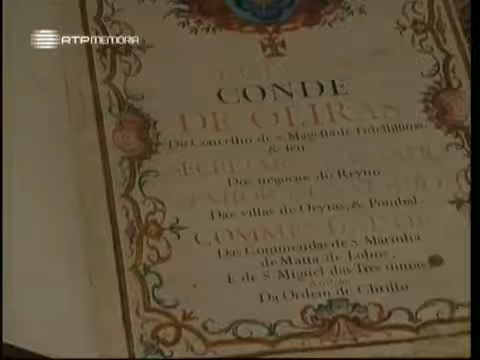 RTP MEMÓRIA
CONDE
DE OEIRAS
Do Concelho de S. Magestade Fidelissima,
& seu
Dos negocios do Reyno
Das villas de Oeyras, & Pombal.
Das Commendas de S. Marinha
de Matta de Lobos,
E de S. Miguel das Tres minas
Da Ordem de Christo